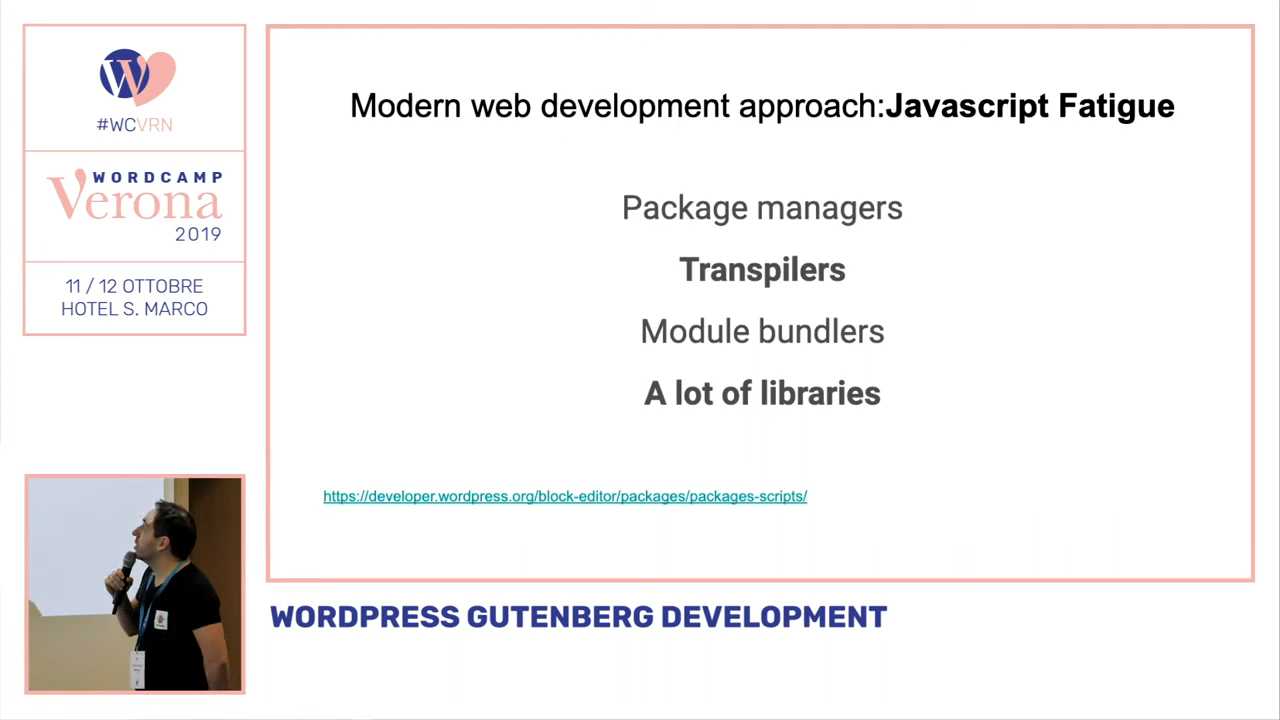 #WCVRN
WORDCAMP
Verona
2019
11 / 12 OTTOBRE
HOTEL S. MARCO
Modern web development approach:Javascript Fatigue
Package managers
Transpilers
Module bundlers
A lot of libraries
https://developer.wordpress.org/block-editor/packages/packages-scripts/
WORDPRESS GUTENBERG DEVELOPMENT